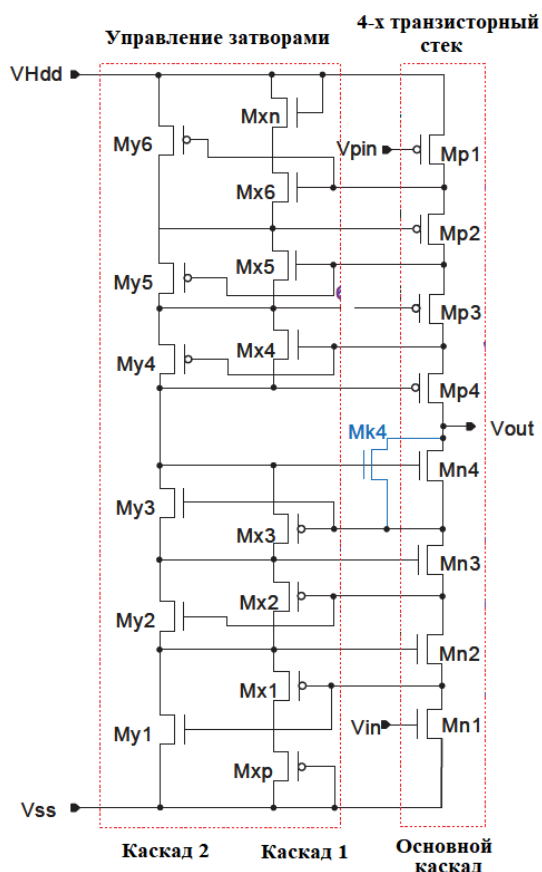 4-х транзисторный
стек
Управление затворами
VHdd
Mxn
My6
Vpin
Mp1
Mx6
Mp2
Mx5
My5
Mp3
Mx4
My4
Mp4
Vout
Mk4
Mn4
My3
Mx3
Mn3
Mx2
My2
Mn2
Mx1
Vin
Mn1
My1
Mxp
Vss
Каскад 2
Каскад 1
Основной
каскад